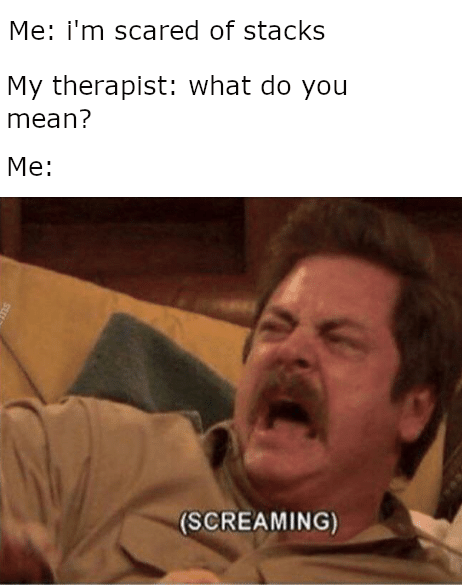 Me: i'm scared of stacks
My therapist: what do you
mean?
Me:
(SCREAMING)